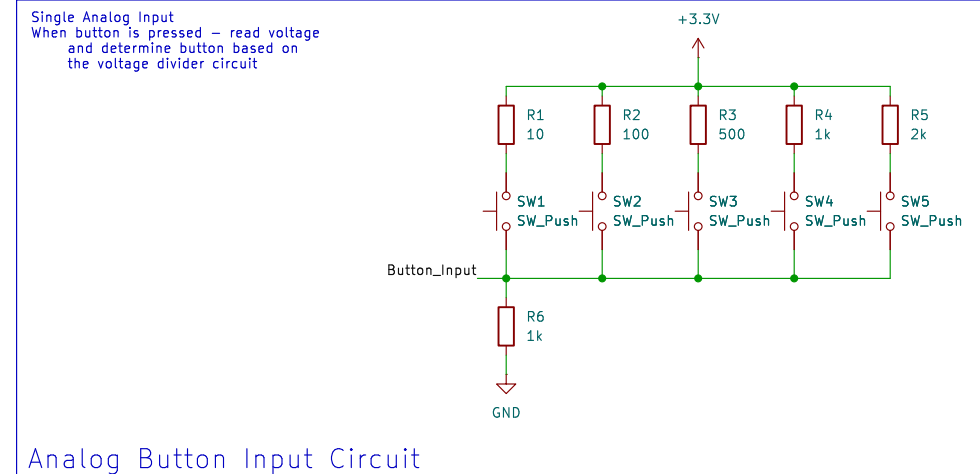 Single Analog Input
When button is pressed – read voltage
and determine button based on
the voltage divider circuit
+3.3V
R1
10
R2
100
R3
500
R4
1k
R5
2k
SW1
SW_Push
SW2
SW_Push
SW3
SW_Push
SW4
SW_Push
SW5
SW_Push
Button_Input
R6
1k
GND
Analog Button Input Circuit